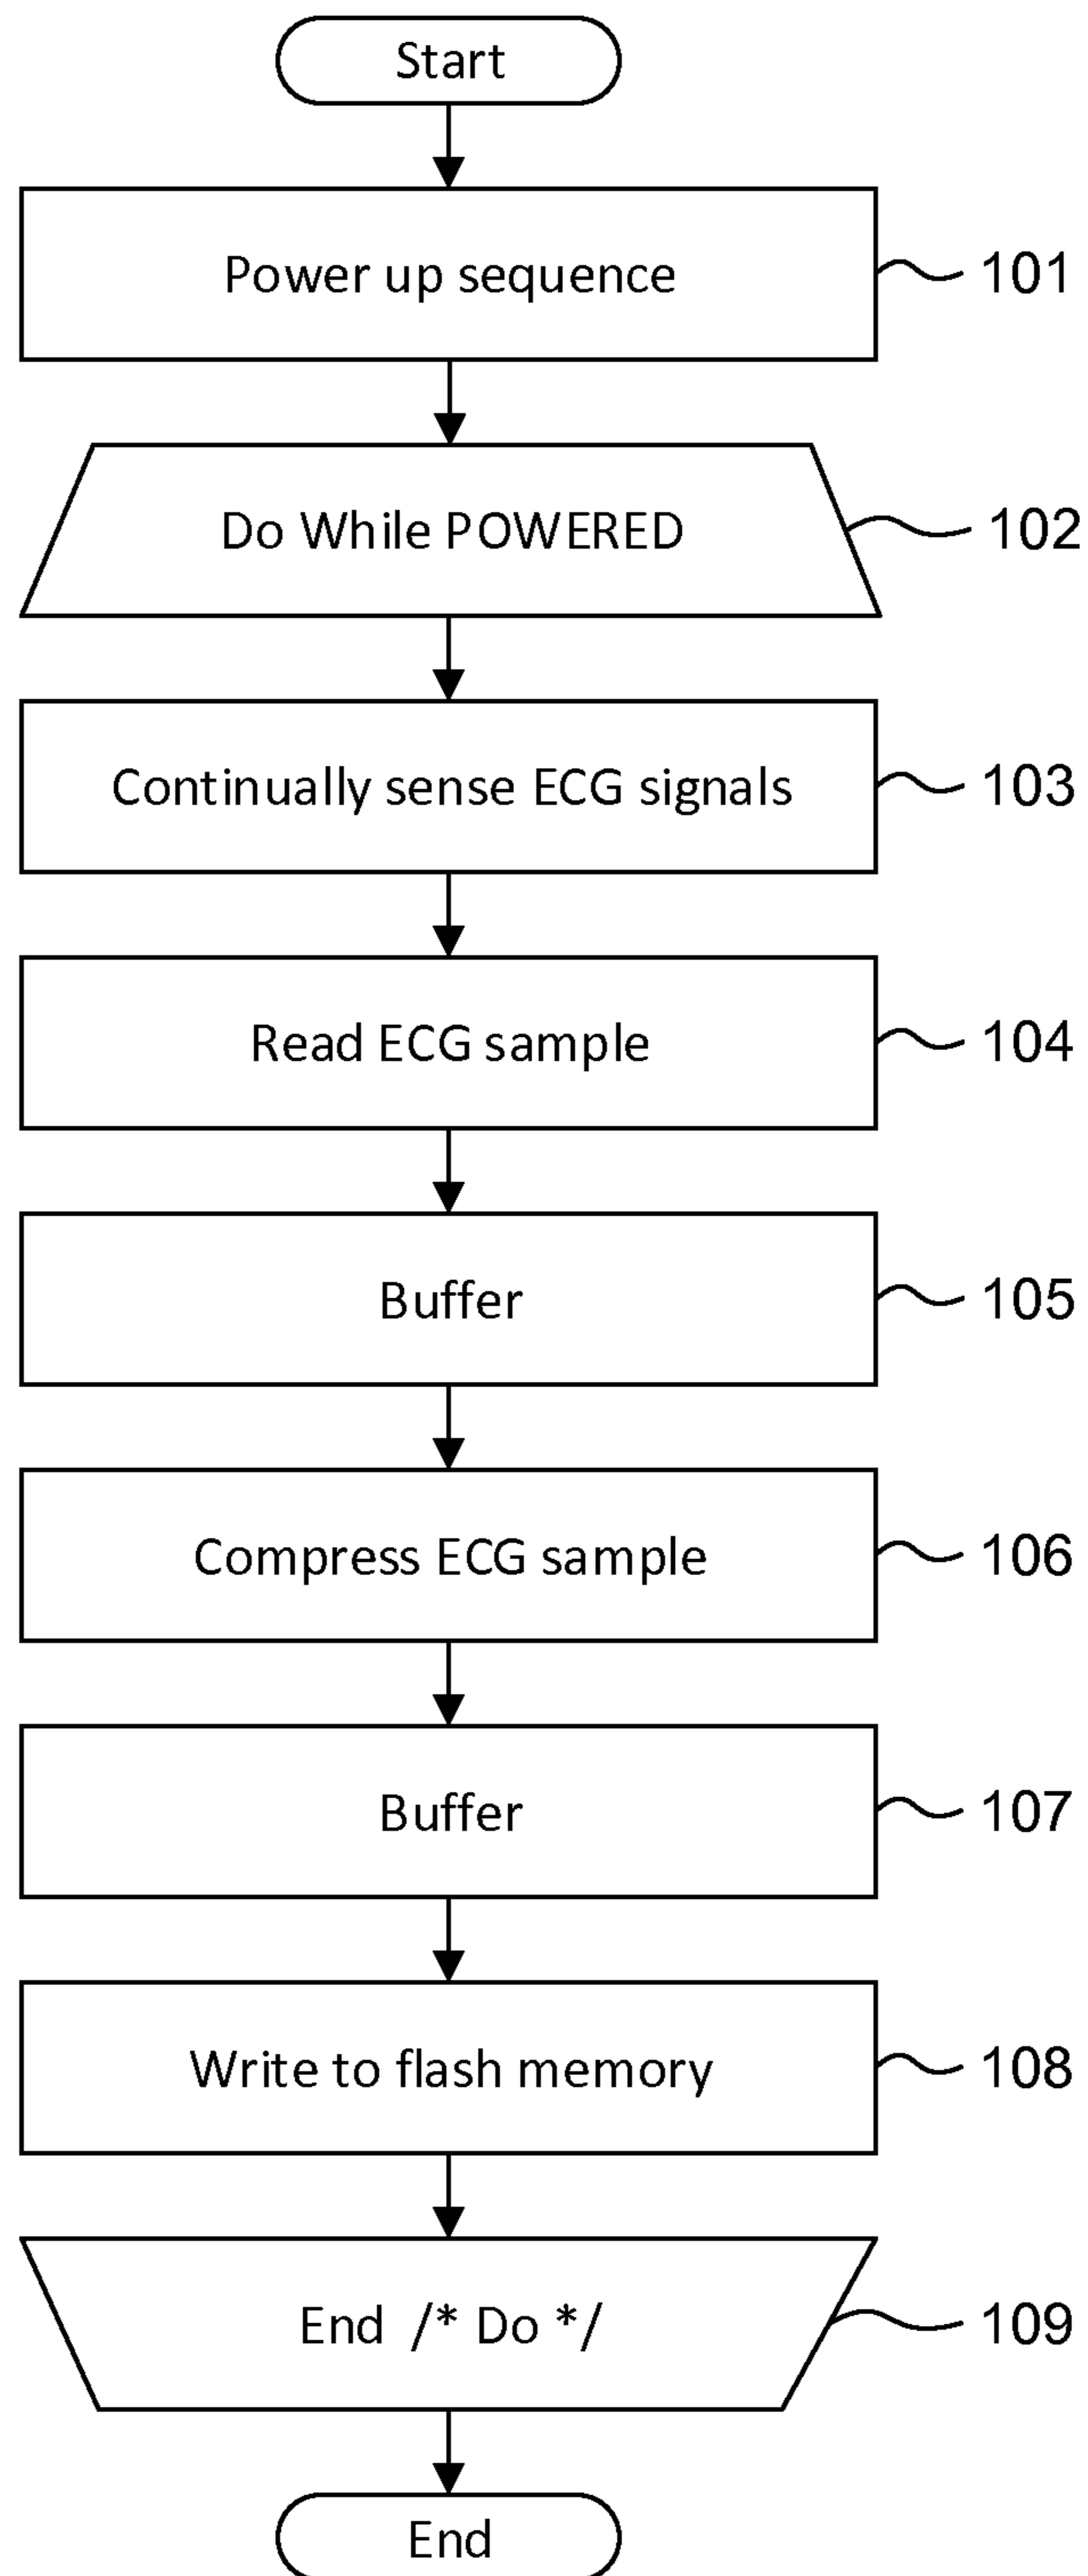 Start
Power up sequence
101
Do While POWERED
102
Continually sense ECG signals
103
Read ECG sample
104
Buffer
105
Compress ECG sample
106
Buffer
107
Write to flash memory
108
End /* Do */
109
End